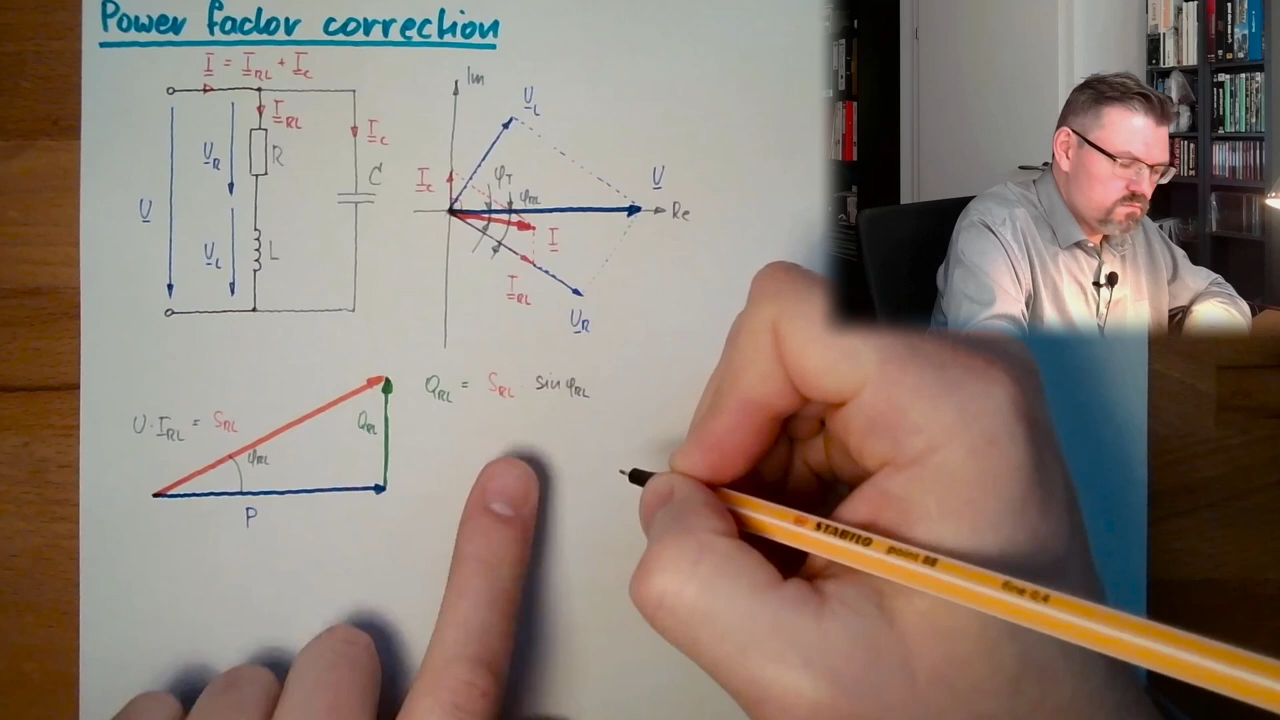 Power factor correction
I = I_RL + I_C
I_RL
I_C
U_R
R
C
U
U_L
L
Im
U_L
I_C
φ_T
φ_RL
U
Re
I
I_RL
U_R
U · I_RL = S_RL
φ_RL
Q_RL
P
Q_RL = S_RL · sin φ_RL
STABILO point 88 fine 0.4